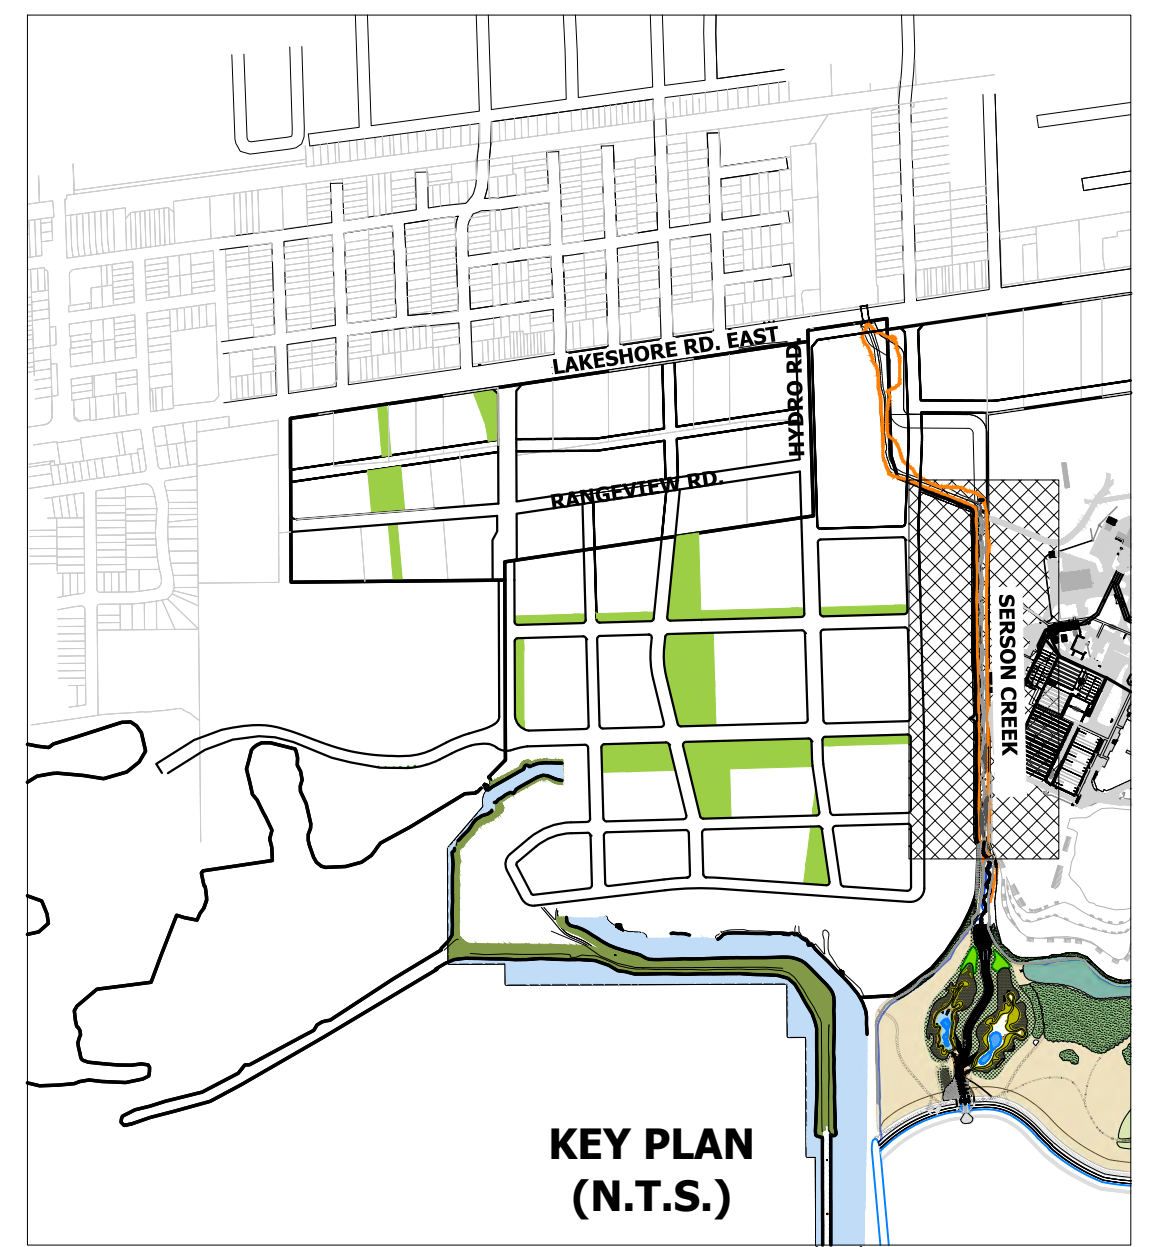 LAKESHORE RD. EAST
HYDRO RD.
RANGEVIEW RD.
SERSON CREEK
KEY PLAN
(N.T.S.)